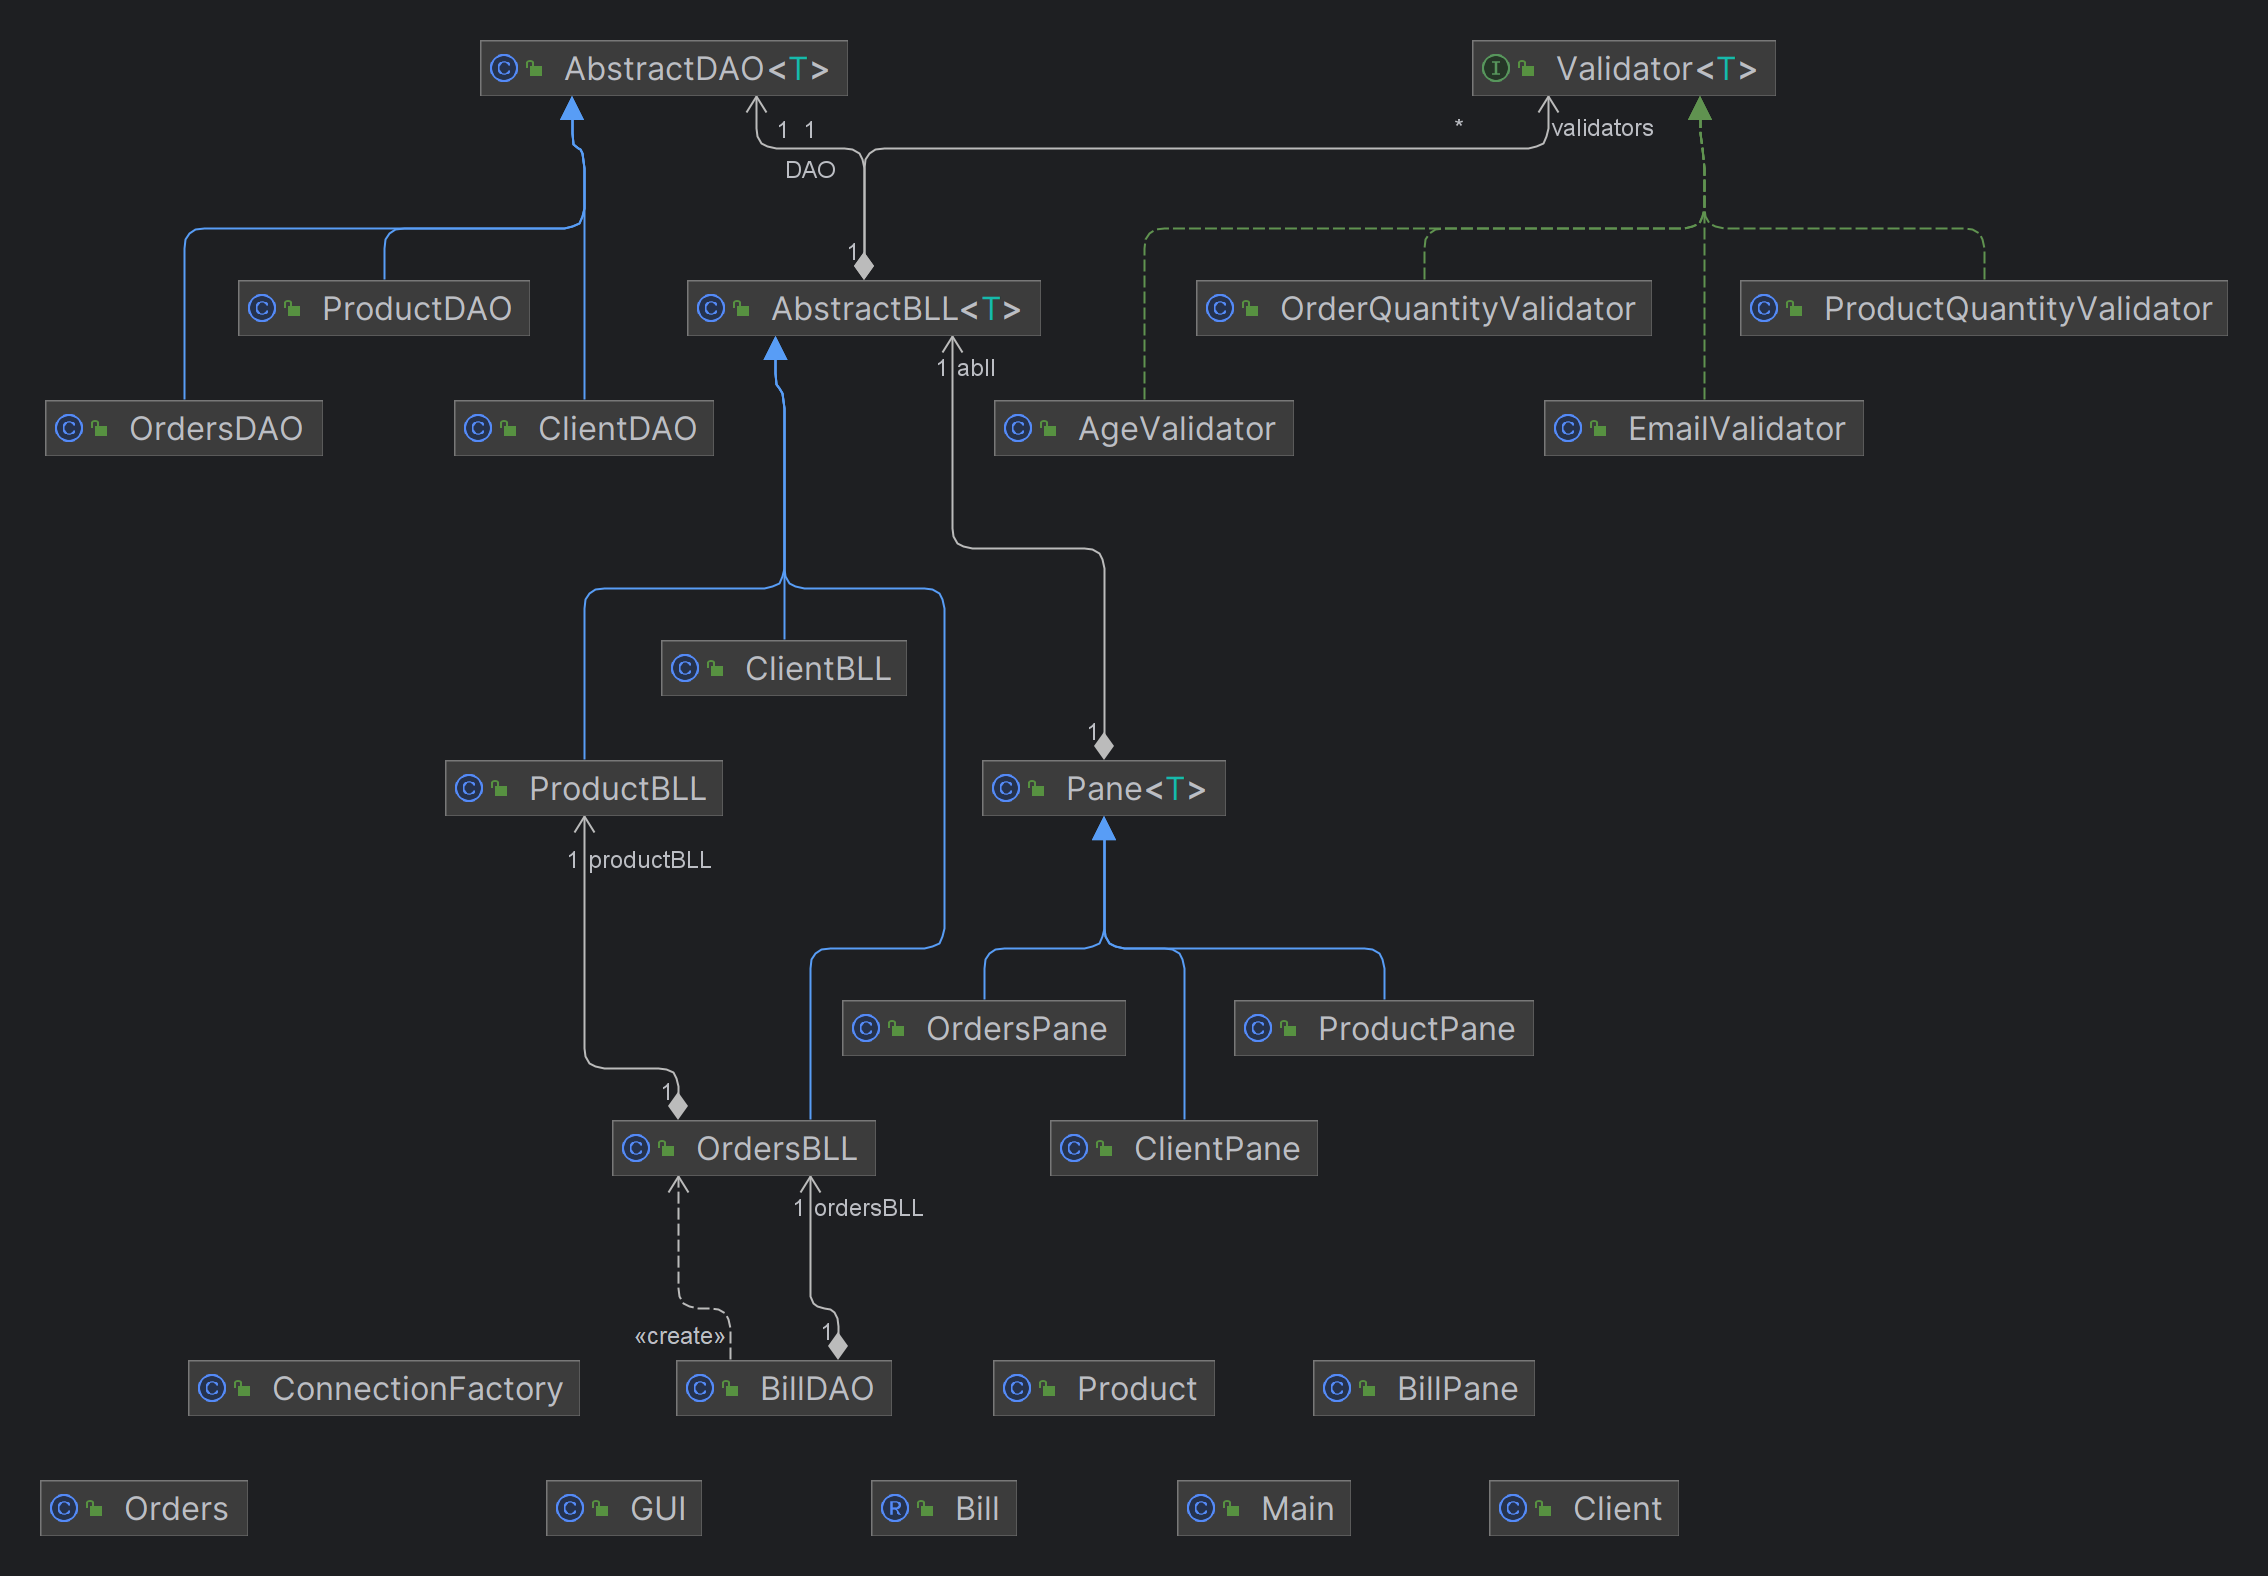 AbstractDAO<T>
Validator<T>
1 1
DAO
*
validators
1
ProductDAO
AbstractBLL<T>
OrderQuantityValidator
ProductQuantityValidator
1 abll
OrdersDAO
ClientDAO
AgeValidator
EmailValidator
ClientBLL
1
ProductBLL
Pane<T>
1 productBLL
OrdersPane
ProductPane
1
OrdersBLL
ClientPane
1 ordersBLL
«create»
1
ConnectionFactory
BillDAO
Product
BillPane
Orders
GUI
Bill
Main
Client